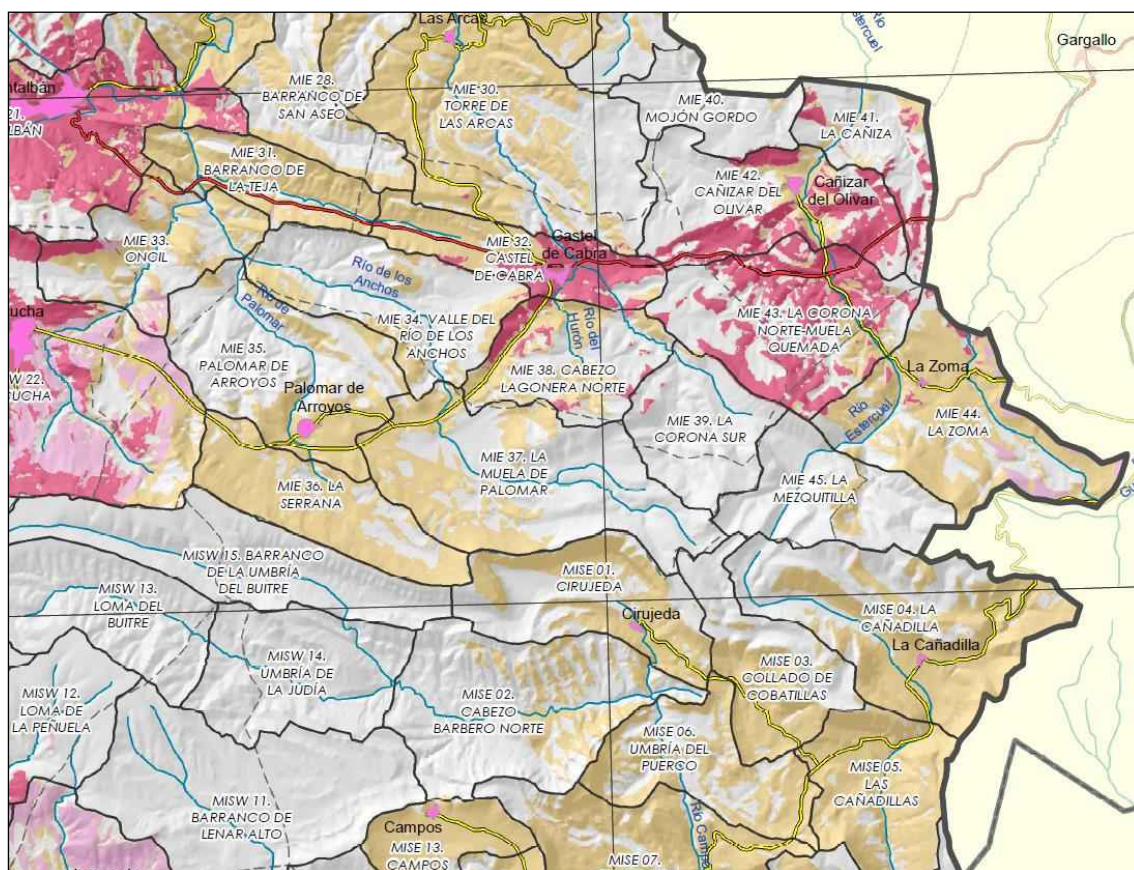 Las Arcas
Río
Estercuel
Gargallo
ntalbán
21.
LBÁN
MIE 28.
BARRANCO DE
SAN ASEO
MIE 30.
TORRE DE
LAS ARCAS
MIE 40.
MOJÓN GORDO
MIE 41.
LA CAÑIZA
MIE 31.
BARRANCO DE
LA TEJA
MIE 42.
CAÑIZAR DEL
OLIVAR
Cañizar
del Olivar
MIE 33.
ONCIL
MIE 32.
CASTEL
DE CABRA
Castel
de Cabra
Río de los
Anchos
Río de
Palomar
ucha
W 22.
UCHA
MIE 34. VALLE DEL
RÍO DE LOS
ANCHOS
Río del
Hurón
MIE 43. LA CORONA
NORTE-MUELA
QUEMADA
MIE 35.
PALOMAR DE
ARROYOS
Palomar de
Arroyos
MIE 38. CABEZO
LAGONERA NORTE
La Zoma
MIE 39. LA
CORONA SUR
Río
Estercuel
MIE 44.
LA ZOMA
MIE 36. LA
SERRANA
MIE 37. LA
MUELA DE
PALOMAR
MIE 45. LA
MEZQUITILLA
MISW 15. BARRANCO
DE LA UMBRÍA
DEL BUITRE
MISW 13.
LOMA DEL
BUITRE
MISE 01.
CIRUJEDA
Cirujeda
MISE 04. LA
CAÑADILLA
La Cañadilla
MISW 14.
UMBRÍA DE
LA JUDÍA
MISE 03.
COLLADO DE
COBATILLAS
MISW 12.
LOMA DE
LA PEÑUELA
MISE 02.
CABEZO
BARBERO NORTE
MISE 06.
UMBRÍA DEL
PUERCO
MISE 05.
LAS
CAÑADILLAS
MISW 11.
BARRANCO DE
LENAR ALTO
Campos
MISE 13.
CAMPOS
Río Campos
MISE 07.